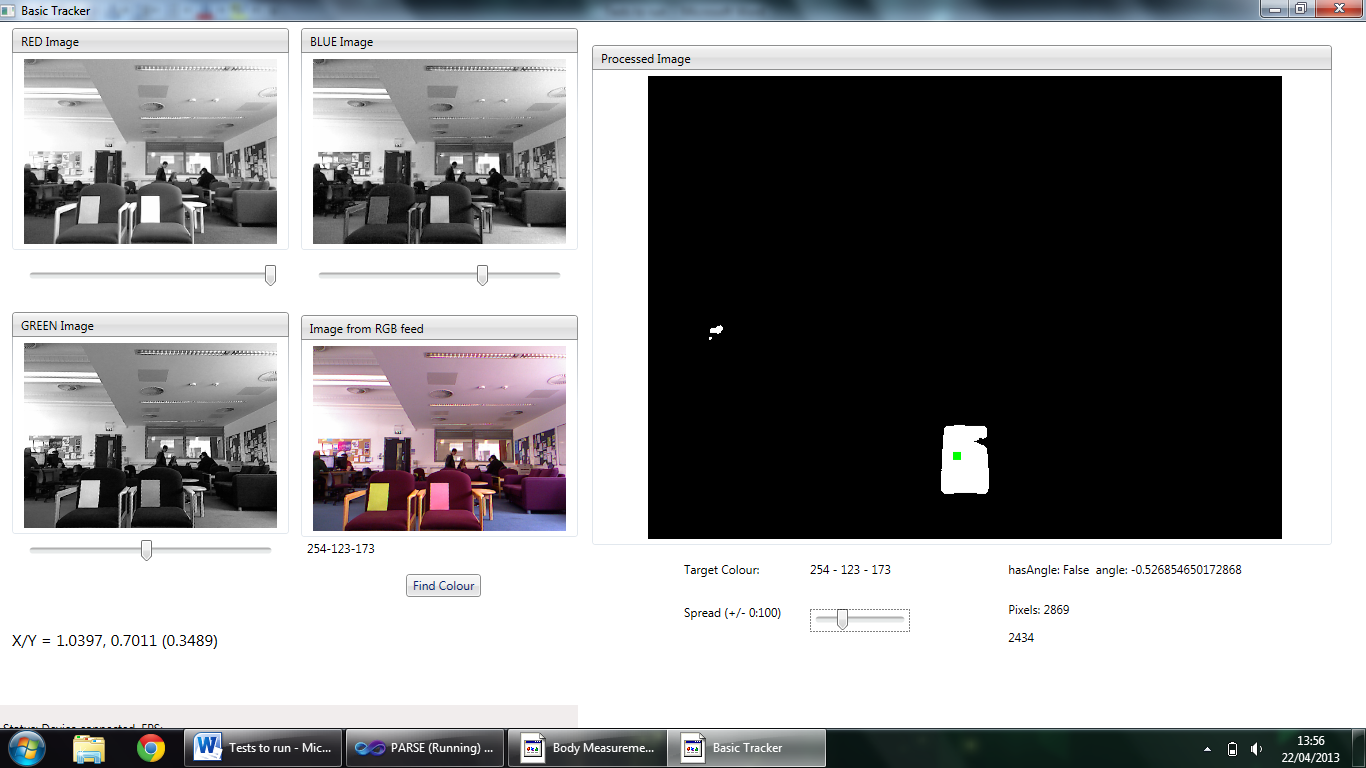 Basic Tracker
RED Image
BLUE Image
Processed Image
GREEN Image
Image from RGB feed
254-123-173
Find Colour
Target Colour:
254 - 123 - 173
hasAngle: False angle: -0.526854650172868
Spread (+/- 0:100)
Pixels: 2869
2434
X/Y = 1.0397, 0.7011 (0.3489)
Status: Device connected. FPS:
Tests to run - Mic...
PARSE (Running) ...
Body Measureme...
Basic Tracker
13:56
22/04/2013